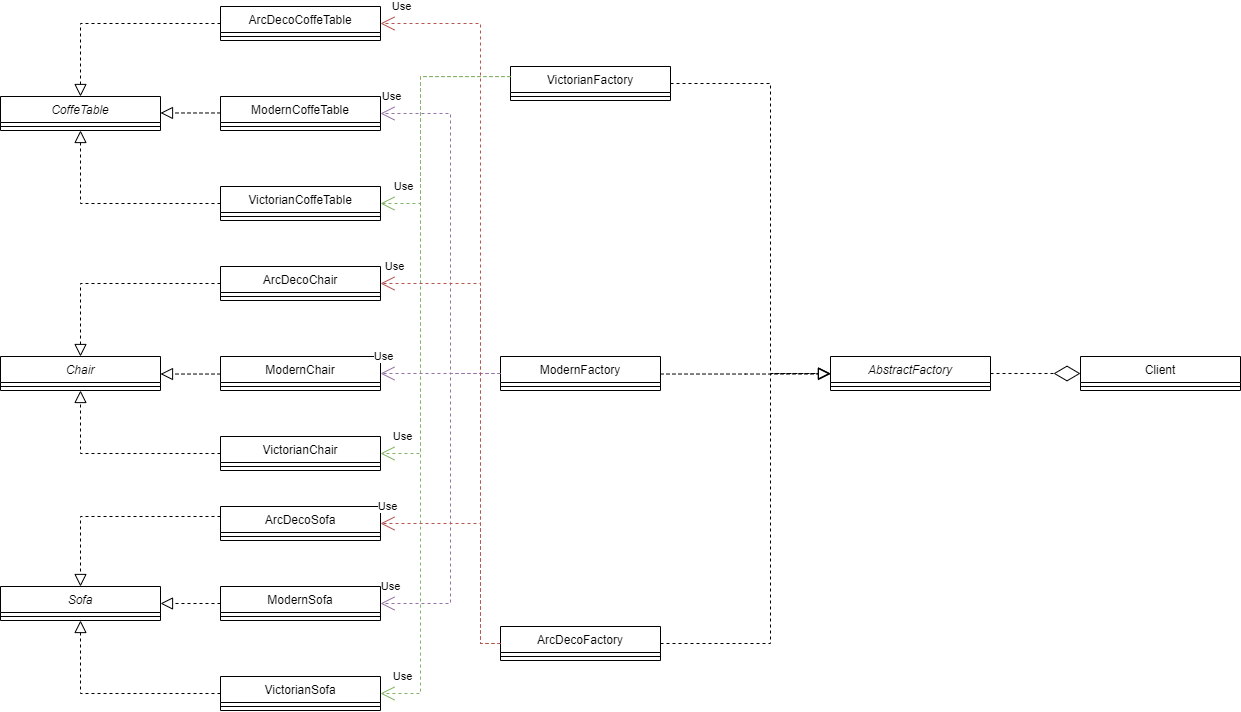 Use
ArcDecoCoffeTable
VictorianFactory
CoffeTable
ModernCoffeTable
Use
Use
VictorianCoffeTable
Use
ArcDecoChair
Use
Chair
ModernChair
ModernFactory
AbstractFactory
Client
Use
VictorianChair
Use
ArcDecoSofa
Use
Sofa
ModernSofa
ArcDecoFactory
Use
VictorianSofa